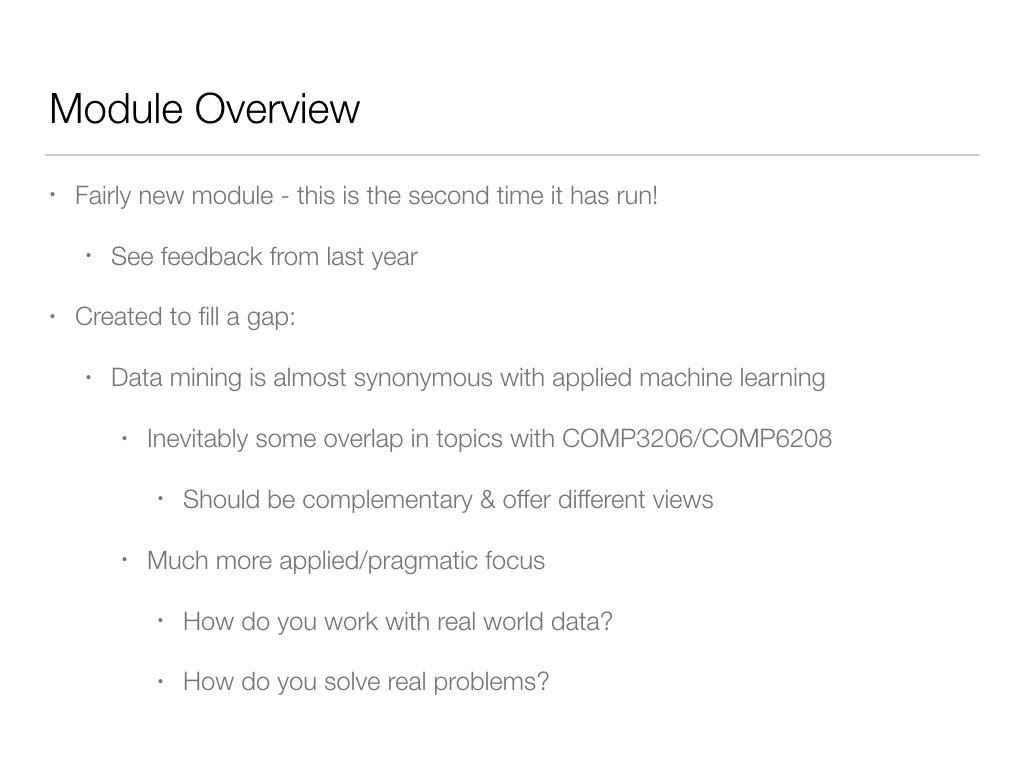 Module Overview
• Fairly new module - this is the second time it has run!
• See feedback from last year
• Created to fill a gap:
• Data mining is almost synonymous with applied machine learning
• Inevitably some overlap in topics with COMP3206/COMP6208
• Should be complementary & offer different views
• Much more applied/pragmatic focus
• How do you work with real world data?
• How do you solve real problems?